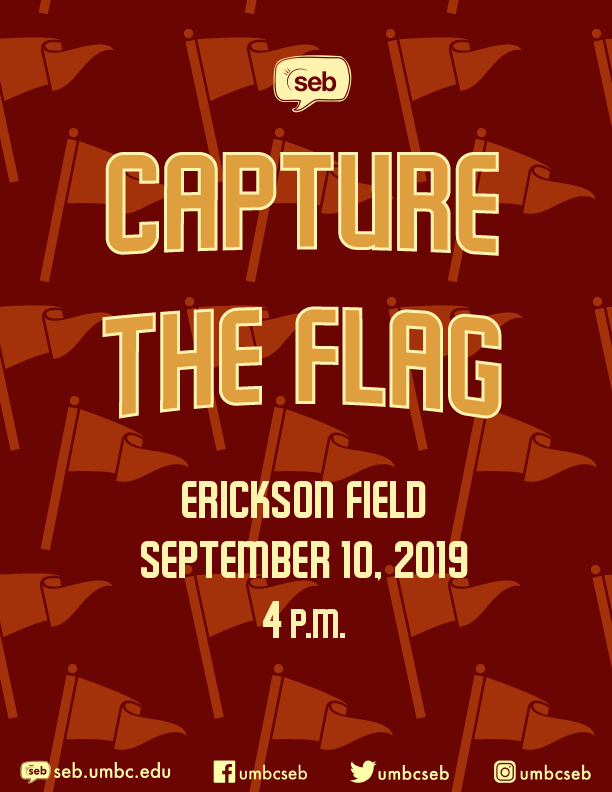 seb
CAPTURE
THE FLAG
ERICKSON FIELD
SEPTEMBER 10, 2019
4 P.M.
seb seb.umbc.edu umbcseb umbcseb umbcseb